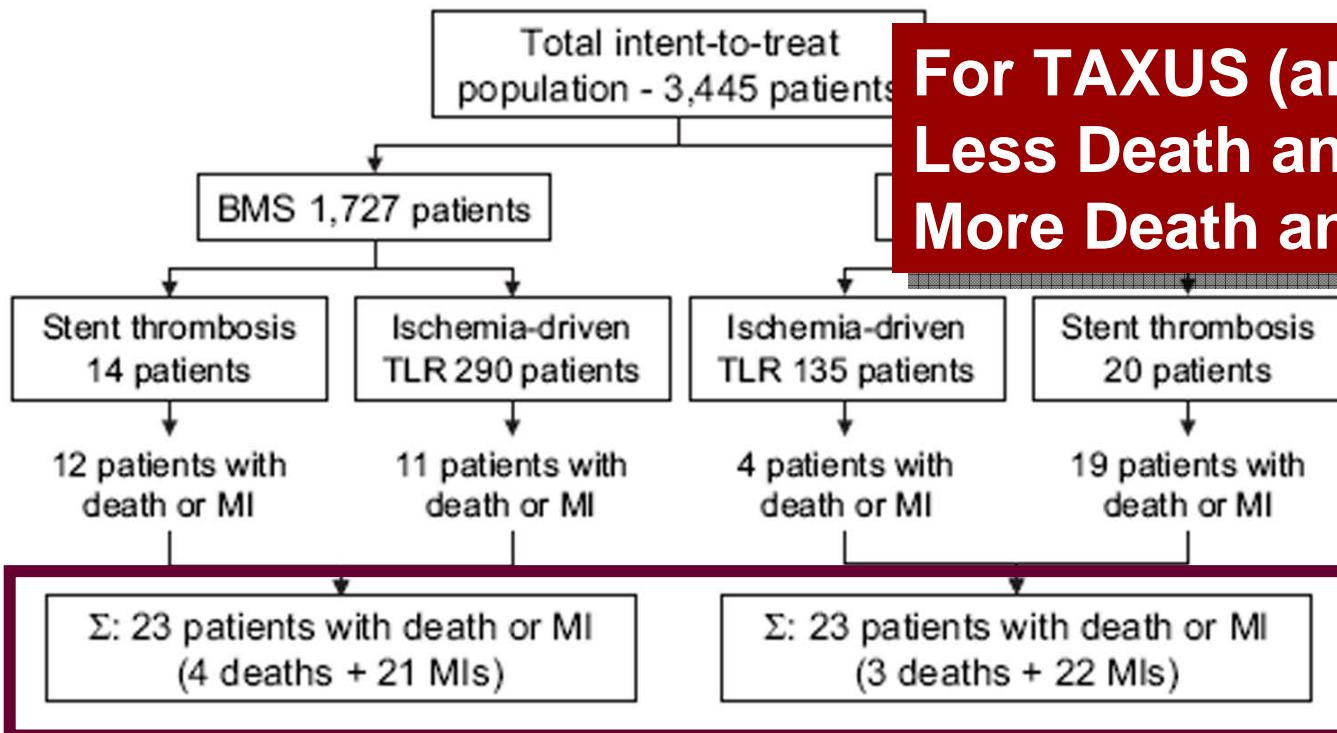 Total intent-to-treat
population - 3,445 patients
For TAXUS (
Less Death
More Death
BMS 1,727 patients
Stent thrombosis
14 patients
Ischemia-driven
TLR 290 patients
Ischemia-driven
TLR 135 patients
Stent thrombosis
20 patients
12 patients with
death or MI
11 patients with
death or MI
4 patients with
death or MI
19 patients with
death or MI
Σ: 23 patients with death or MI
(4 deaths + 21 MIs)
Σ: 23 patients with death or MI
(3 deaths + 22 MIs)